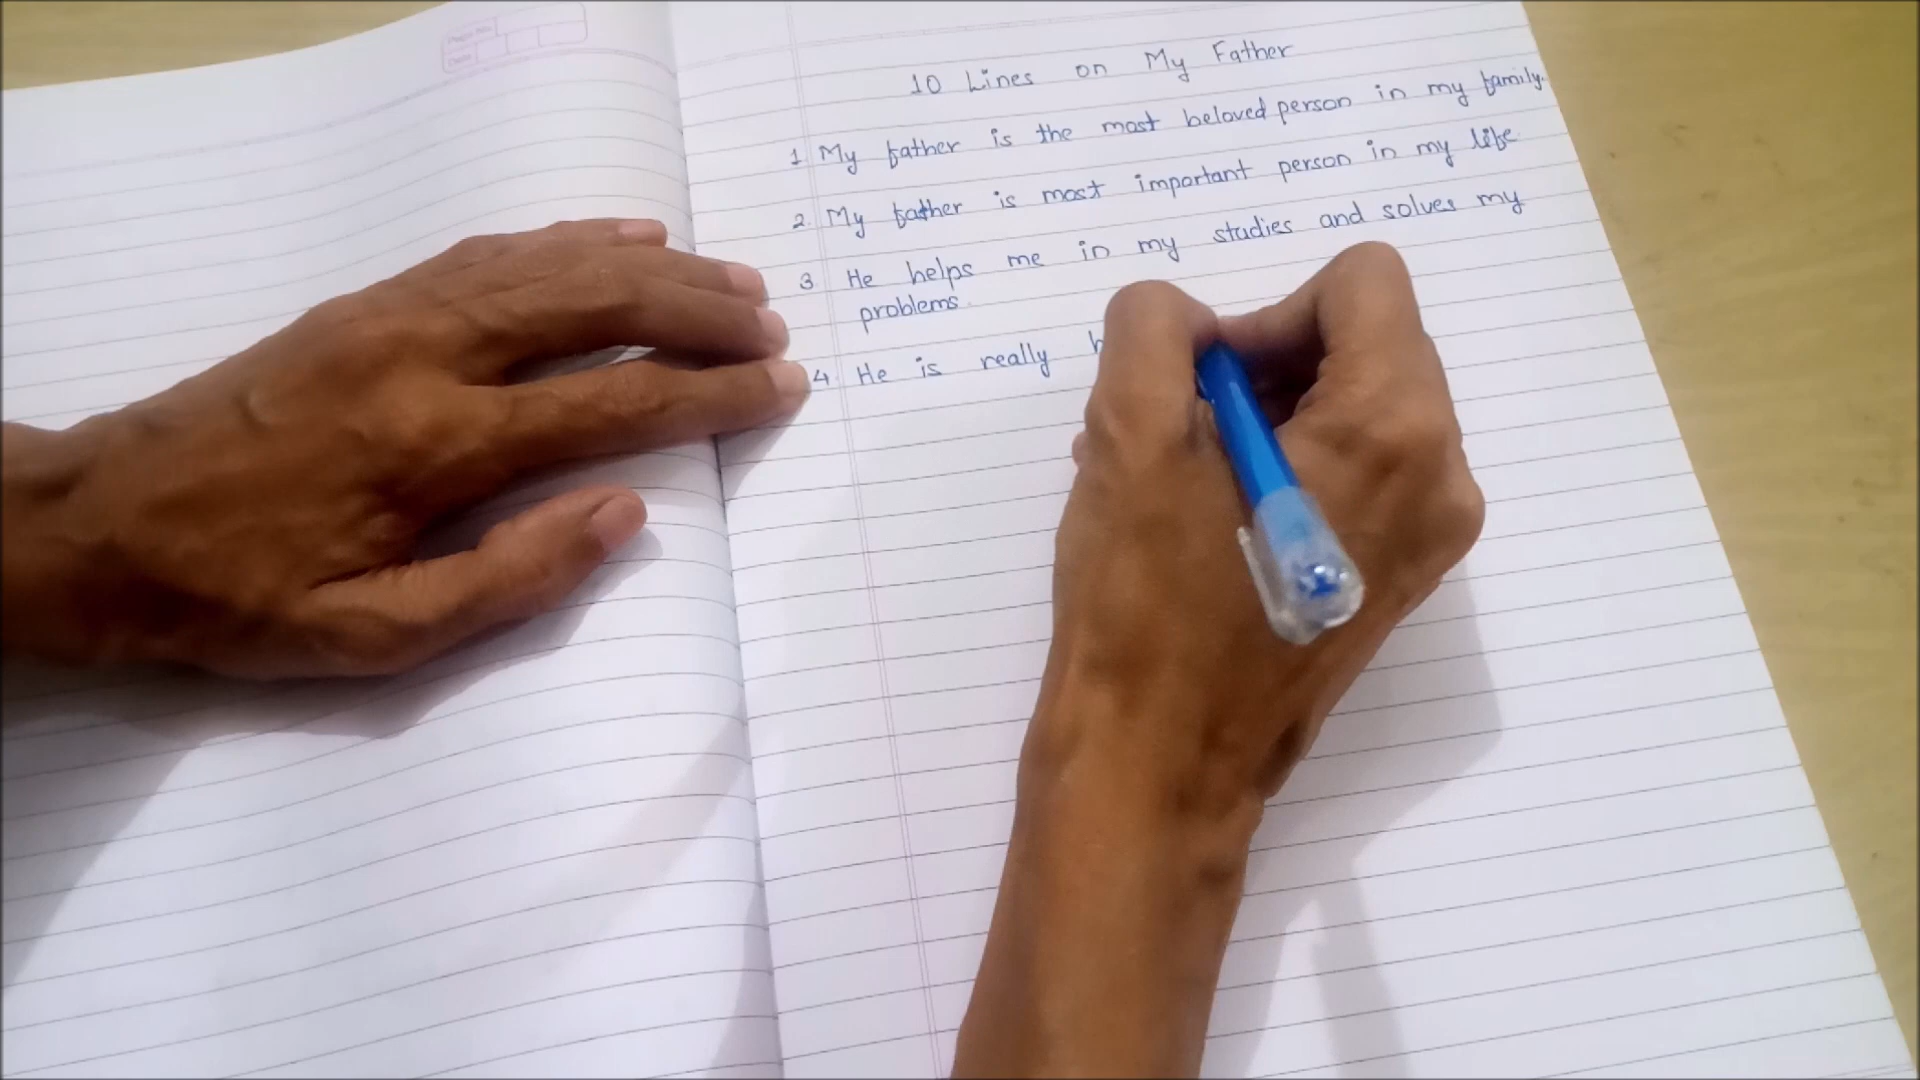 10 Lines on My Father
1 My father is the most beloved person in my family.
2. My father is most important person in my life.
3 He helps me in my studies and solves my
problems.
4 He is really